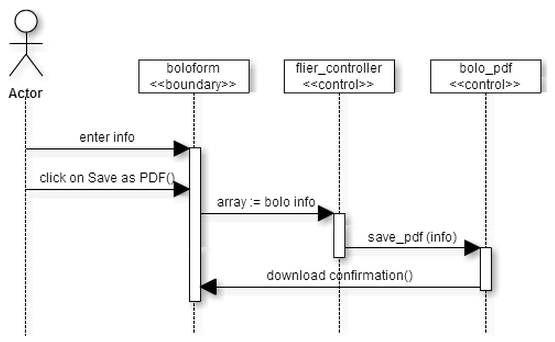 boloform
<<boundary>>
flier_controller
<<control>>
bolo_pdf
<<control>>
Actor
enter info
click on Save as PDF()
array := bolo info
save_pdf (info)
download confirmation()